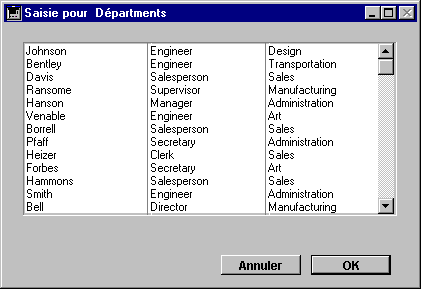 Saisie pour Départments
Johnson Engineer Design
Bentley Engineer Transportation
Davis Salesperson Sales
Ransome Supervisor Manufacturing
Hanson Manager Administration
Venable Engineer Art
Borrell Salesperson Sales
Pfaff Secretary Administration
Heizer Clerk Sales
Forbes Secretary Art
Hammons Salesperson Sales
Smith Engineer Administration
Bell Director Manufacturing
Annuler OK